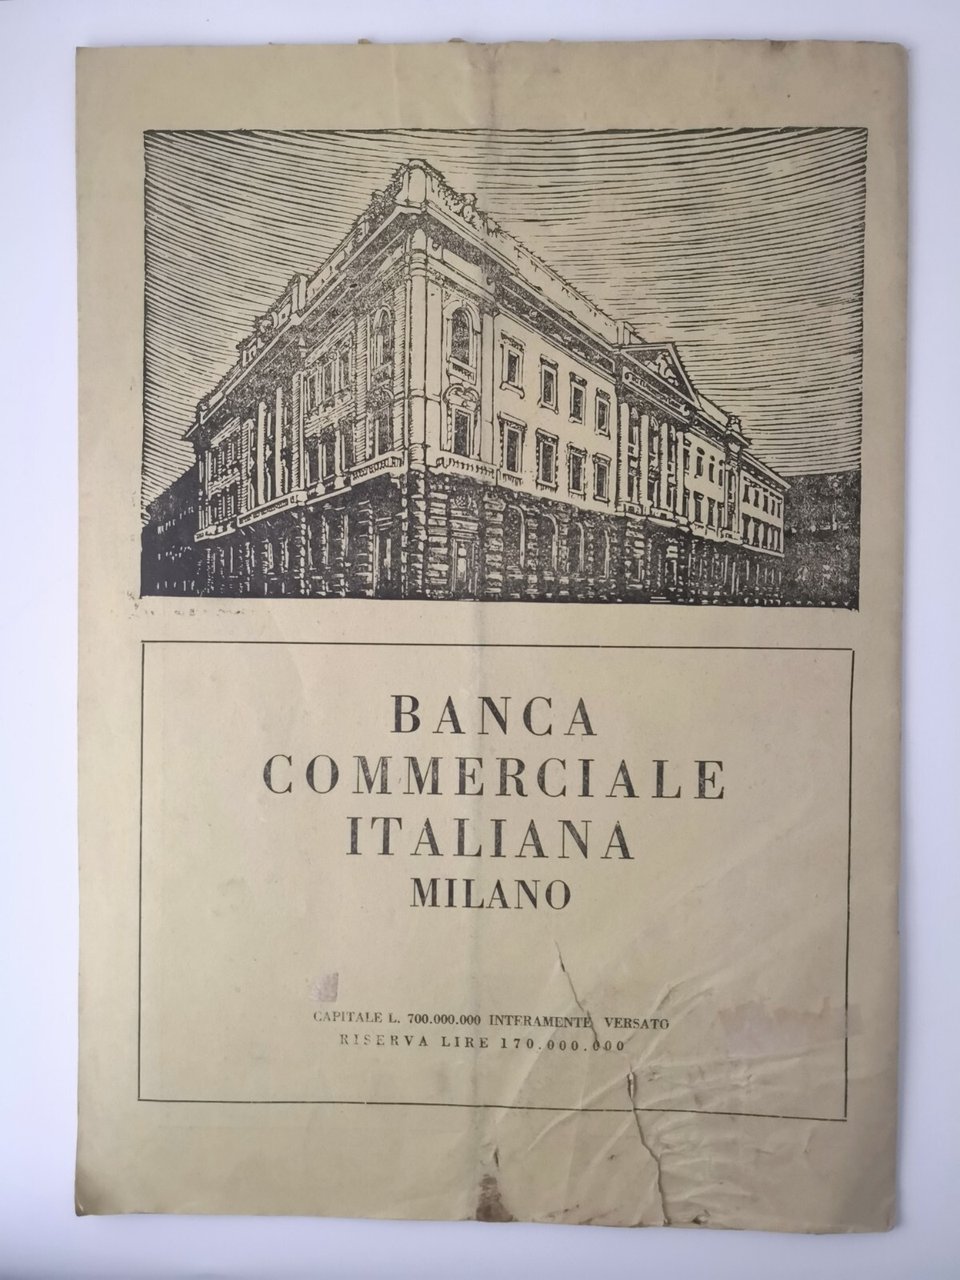 BANCA
COMMERCIALE
ITALIANA
MILANO
CAPITALE L. 700.000.000 INTERAMENTE VERSATO
RISERVA LIRE 170.000.000